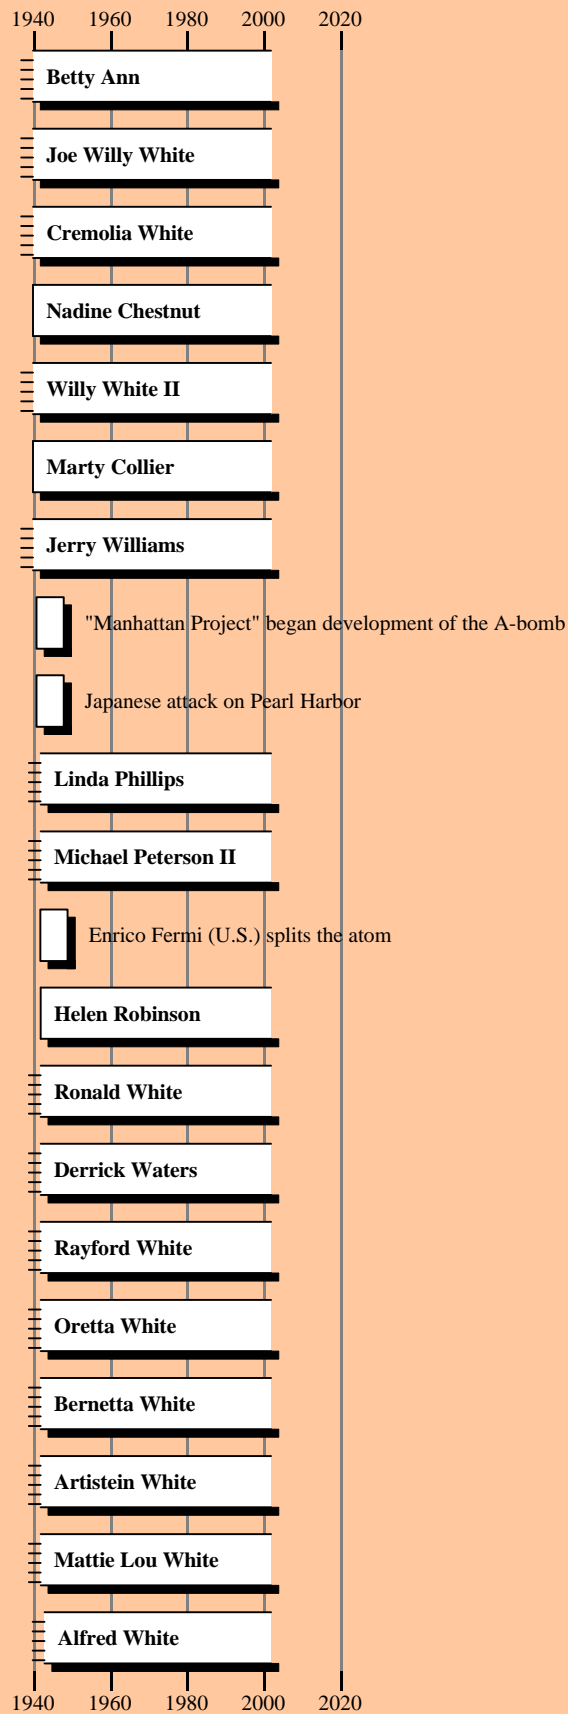 1940 1960 1980 2000 2020
Betty Ann
Joe Willy White
Cremolia White
Nadine Chestnut
Willy White II
Marty Collier
Jerry Williams
"Manhattan Project" began development of the A-bomb
Japanese attack on Pearl Harbor
Linda Phillips
Michael Peterson II
Enrico Fermi (U.S.) splits the atom
Helen Robinson
Ronald White
Derrick Waters
Rayford White
Oretta White
Bernetta White
Artistein White
Mattie Lou White
Alfred White
1940 1960 1980 2000 2020